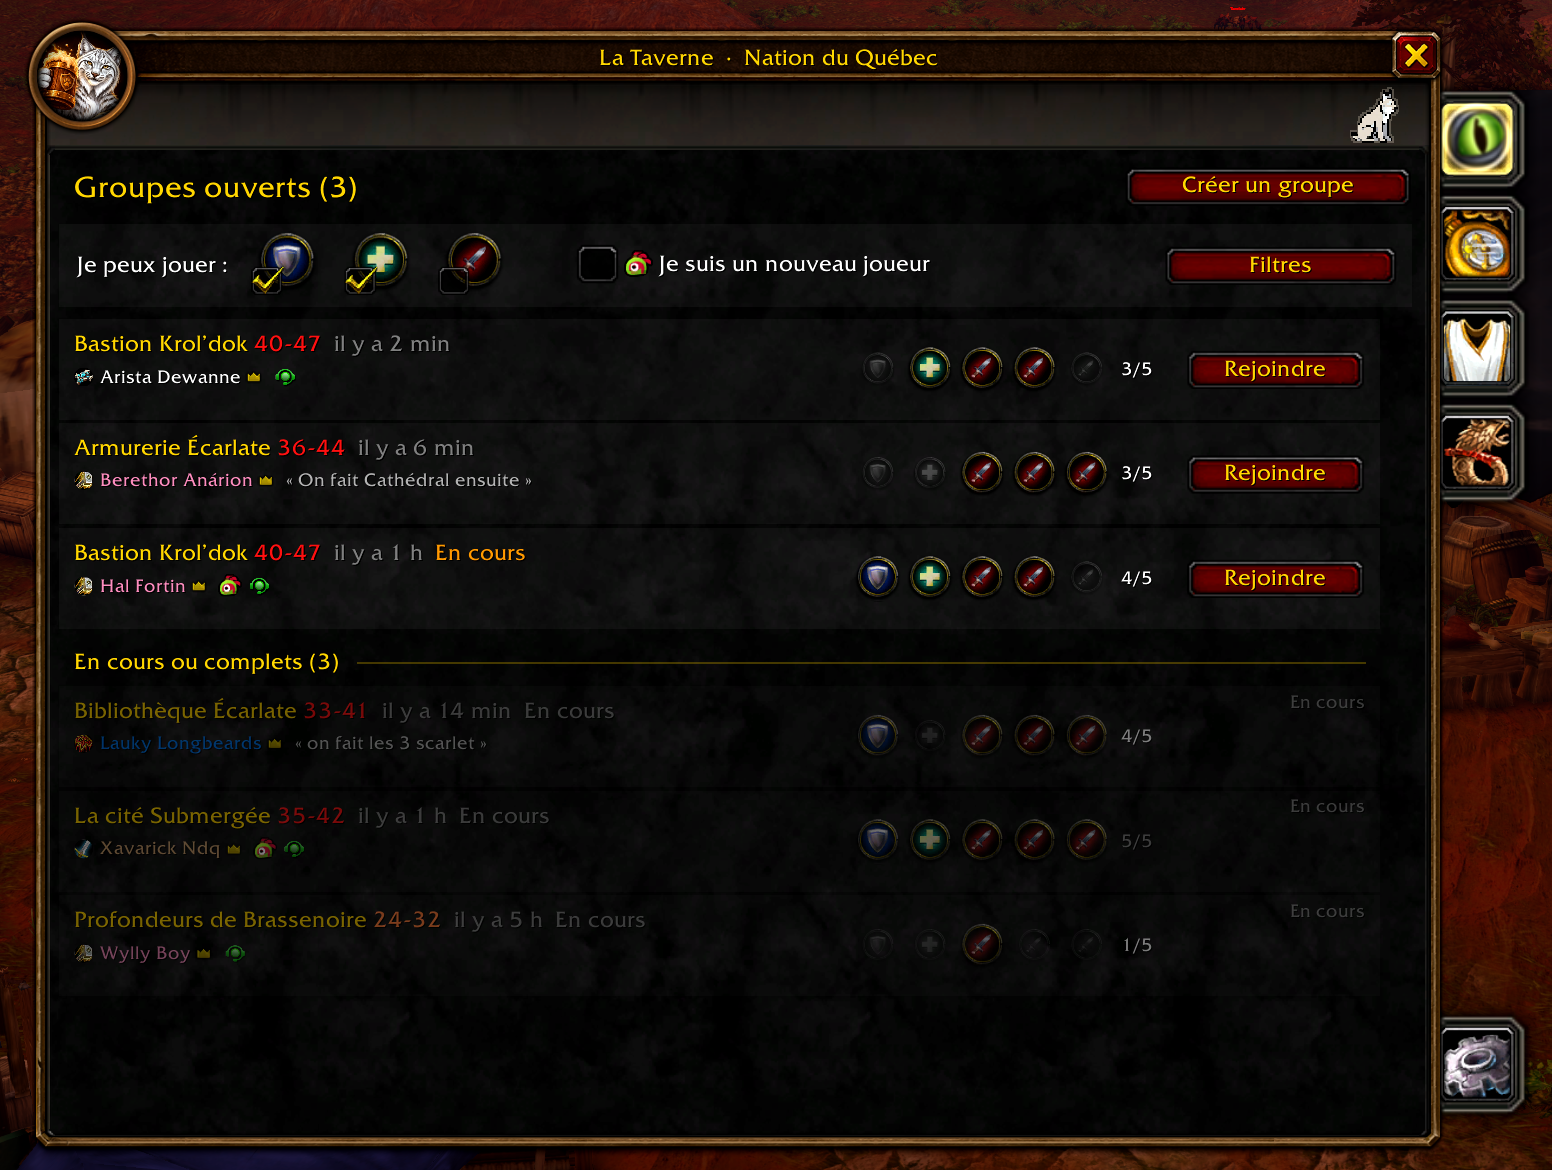 La Taverne · Nation du Québec
Groupes ouverts (3)
Créer un groupe
Je peux jouer :
Je suis un nouveau joueur
Filtres
Bastion Krol'dok 40-47 il y a 2 min
Arista Dewanne
3/5
Rejoindre
Armurerie Écarlate 36-44 il y a 6 min
Berethor Anárion « On fait Cathédral ensuite »
3/5
Rejoindre
Bastion Krol'dok 40-47 il y a 1 h En cours
Hal Fortin
4/5
Rejoindre
En cours ou complets (3)
Bibliothèque Écarlate 33-41 il y a 14 min En cours
En cours
Lauky Longbeards « on fait les 3 scarlet »
4/5
La cité Submergée 35-42 il y a 1 h En cours
En cours
Xavarick Ndq
5/5
Profondeurs de Brassenoire 24-32 il y a 5 h En cours
En cours
Wylly Boy
1/5